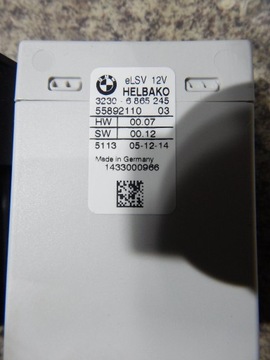 BMW eLSV 12V
HELBAKO
3230 - 6 865 245
55892110 03
HW 00.07
SW 00.12
5113 05-12-14
Made in Germany
1433000966